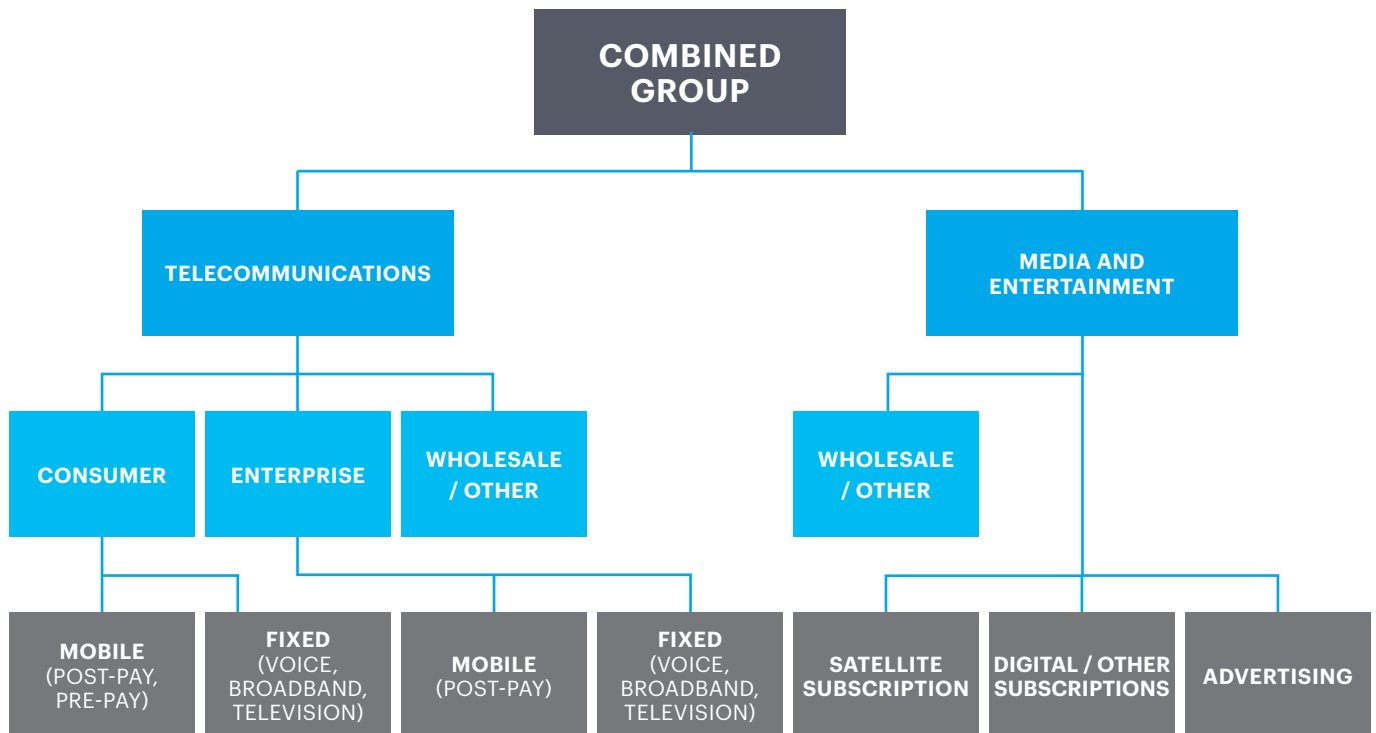 COMBINED
GROUP
TELECOMMUNICATIONS
MEDIA AND
ENTERTAINMENT
CONSUMER
ENTERPRISE
WHOLESALE
/ OTHER
WHOLESALE
/ OTHER
MOBILE
(POST-PAY,
PRE-PAY)
FIXED
(VOICE,
BROADBAND,
TELEVISION)
MOBILE
(POST-PAY)
FIXED
(VOICE,
BROADBAND,
TELEVISION)
SATELLITE
SUBSCRIPTION
DIGITAL / OTHER
SUBSCRIPTIONS
ADVERTISING